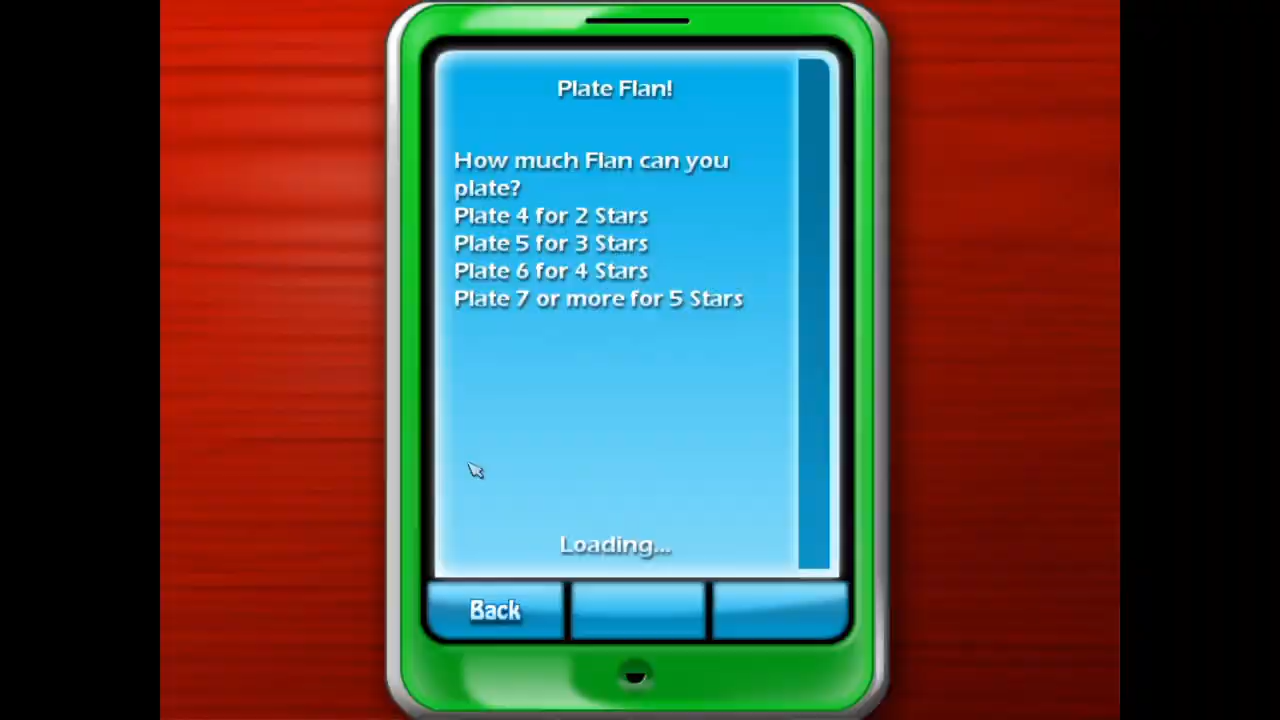 Plate Flan!
How much Flan can you
plate?
Plate 4 for 2 Stars
Plate 5 for 3 Stars
Plate 6 for 4 Stars
Plate 7 or more for 5 Stars
Loading...
Back